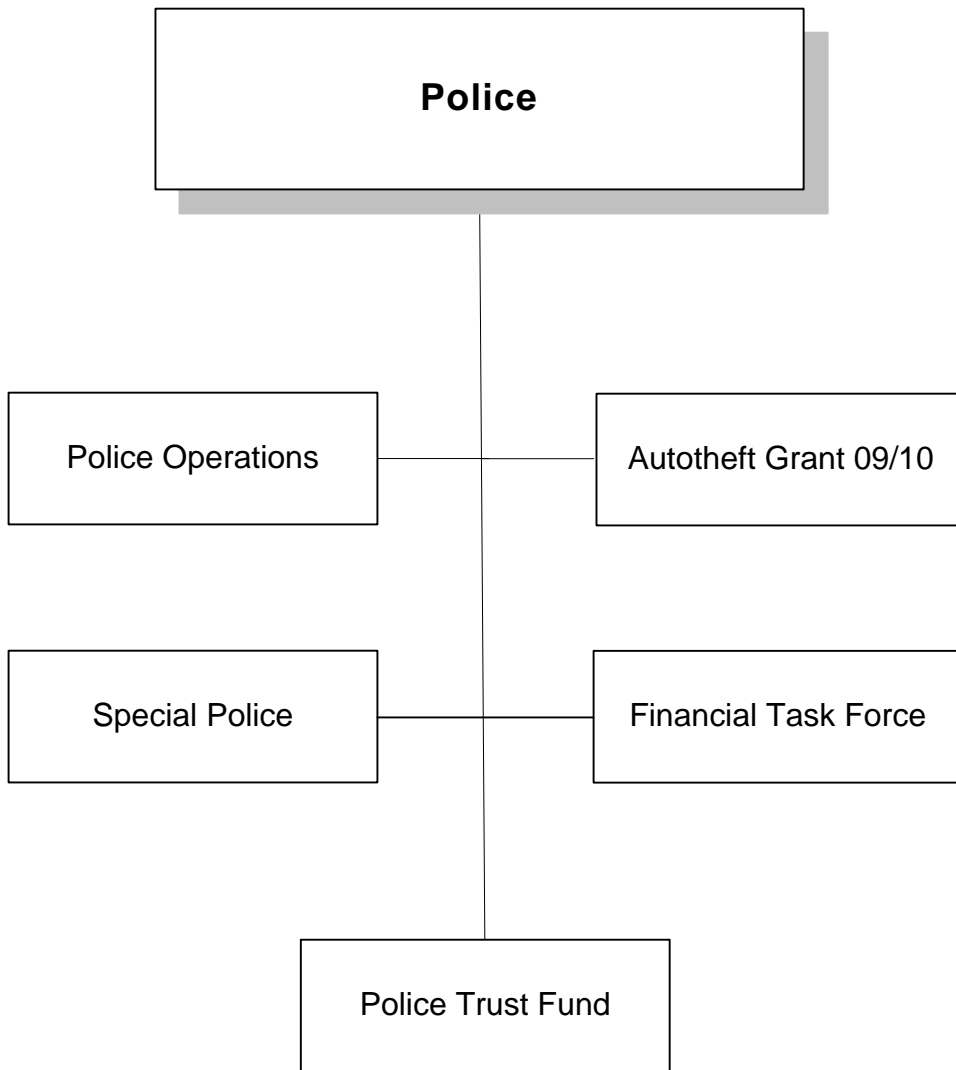 Police
Police Operations
Autotheft Grant 09/10
Special Police
Financial Task Force
Police Trust Fund